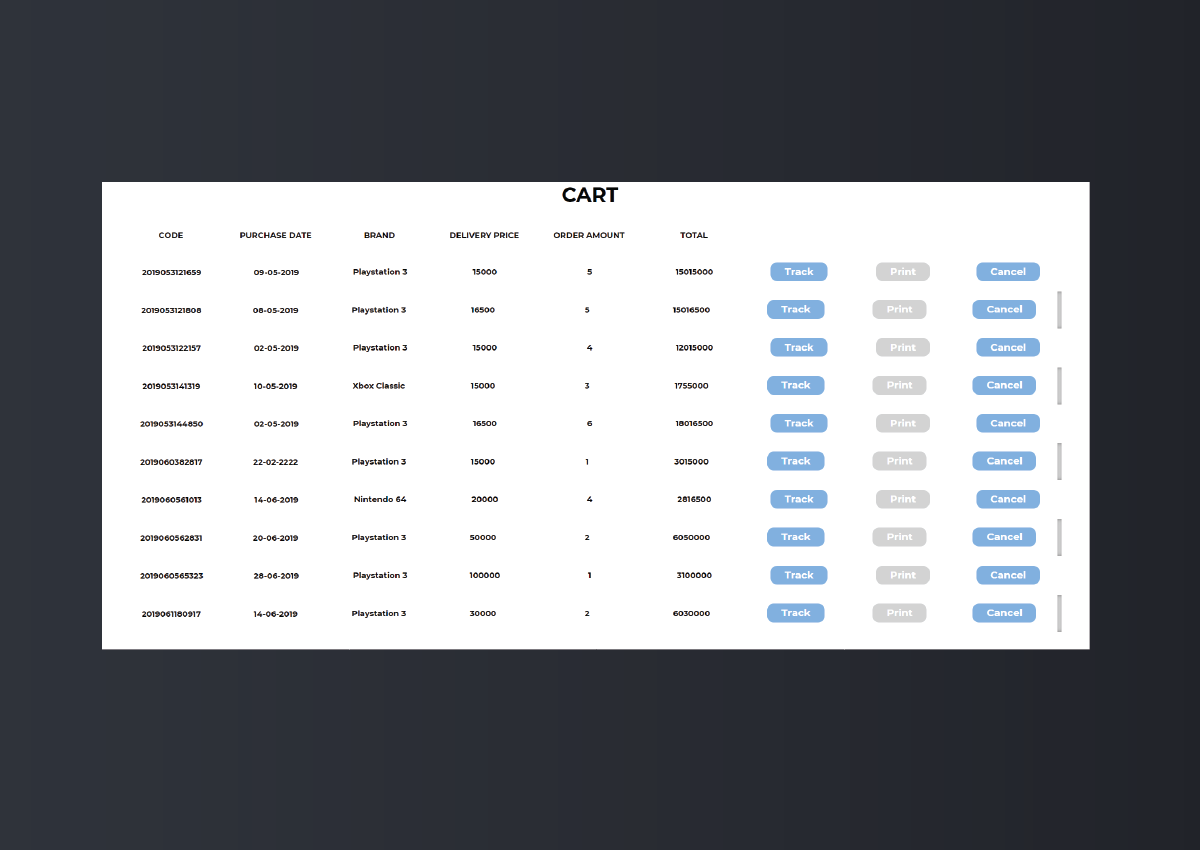 CART
CODE PURCHASE DATE BRAND DELIVERY PRICE ORDER AMOUNT TOTAL
2019053121659 09-05-2019 Playstation 3 15000 5 15015000 Track Print Cancel
2019053121808 08-05-2019 Playstation 3 16500 5 15016500 Track Print Cancel
2019053122157 02-05-2019 Playstation 3 15000 4 12015000 Track Print Cancel
2019053141319 10-05-2019 Xbox Classic 15000 3 1755000 Track Print Cancel
2019053144850 02-05-2019 Playstation 3 16500 6 18016500 Track Print Cancel
2019060382817 22-02-2222 Playstation 3 15000 1 3015000 Track Print Cancel
2019060561013 14-06-2019 Nintendo 64 20000 4 2816500 Track Print Cancel
2019060562831 20-06-2019 Playstation 3 50000 2 6050000 Track Print Cancel
2019060565323 28-06-2019 Playstation 3 100000 1 3100000 Track Print Cancel
2019061180917 14-06-2019 Playstation 3 30000 2 6030000 Track Print Cancel